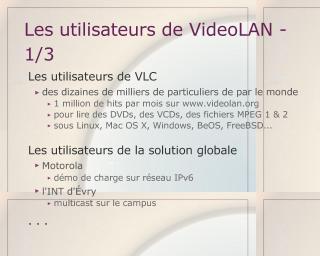 Les utilisateurs de VideoLAN -
1/3
Les utilisateurs de VLC
des dizaines de milliers de particuliers de par le monde
1 million de hits par mois sur www.videolan.org
pour lire des DVDs, des VCDs, des fichiers MPEG 1 & 2
sous Linux, Mac OS X, Windows, BeOS, FreeBSD...
Les utilisateurs de la solution globale
Motorola
démo de charge sur réseau IPv6
l'INT d'Évry
multicast sur le campus
. . .